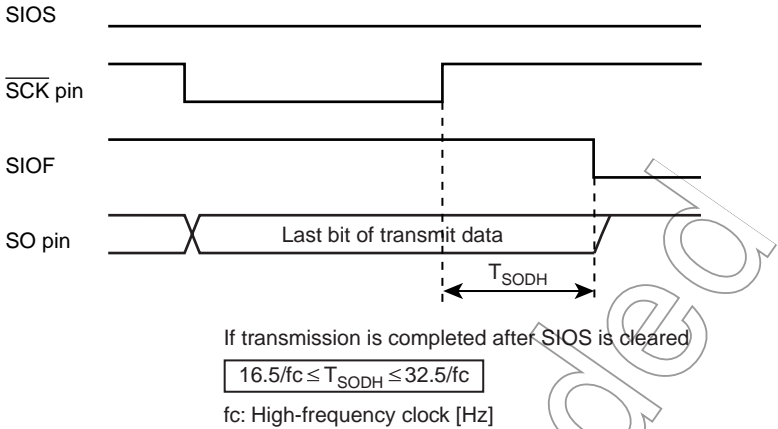 SIOS
SCK pin
SIOF
SO pin
Last bit of transmit data
TSODH
If transmission is completed after SIOS is cleared
16.5/fc ≤ TSODH ≤ 32.5/fc
fc: High-frequency clock [Hz]
ded